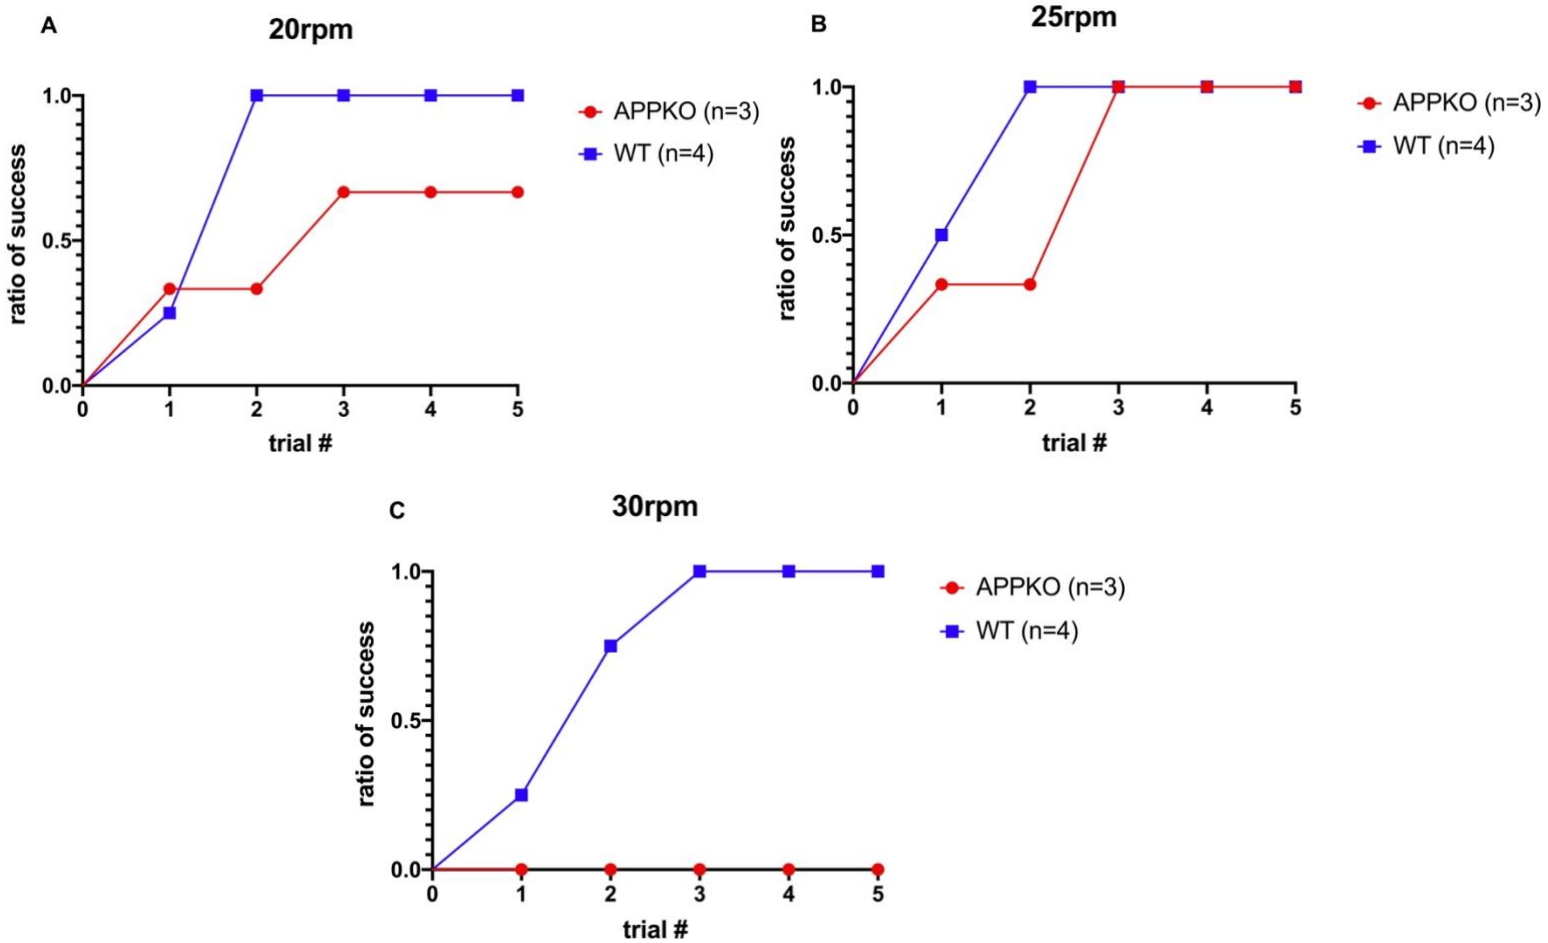 A
20rpm
1.0
0.5
0.0
0 1 2 3 4 5
ratio of success
trial #
APPKO (n=3)
WT (n=4)
B
25rpm
1.0
0.5
0.0
0 1 2 3 4 5
ratio of success
trial #
APPKO (n=3)
WT (n=4)
C
30rpm
1.0
0.5
0.0
0 1 2 3 4 5
ratio of success
trial #
APPKO (n=3)
WT (n=4)